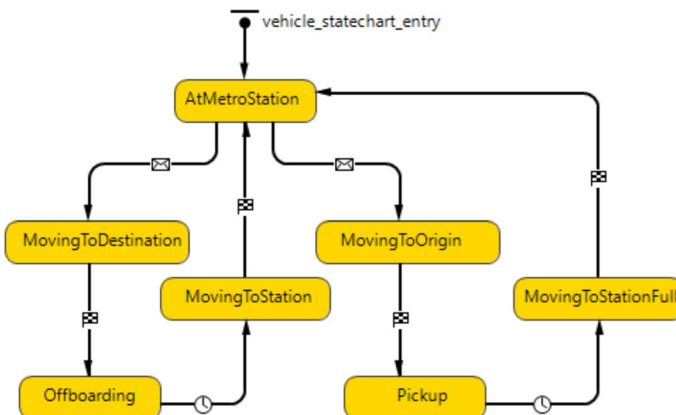 vehicle_statechart_entry
AtMetroStation
MovingToDestination
MovingToOrigin
MovingToStation
MovingToStationFull
Offboarding
Pickup